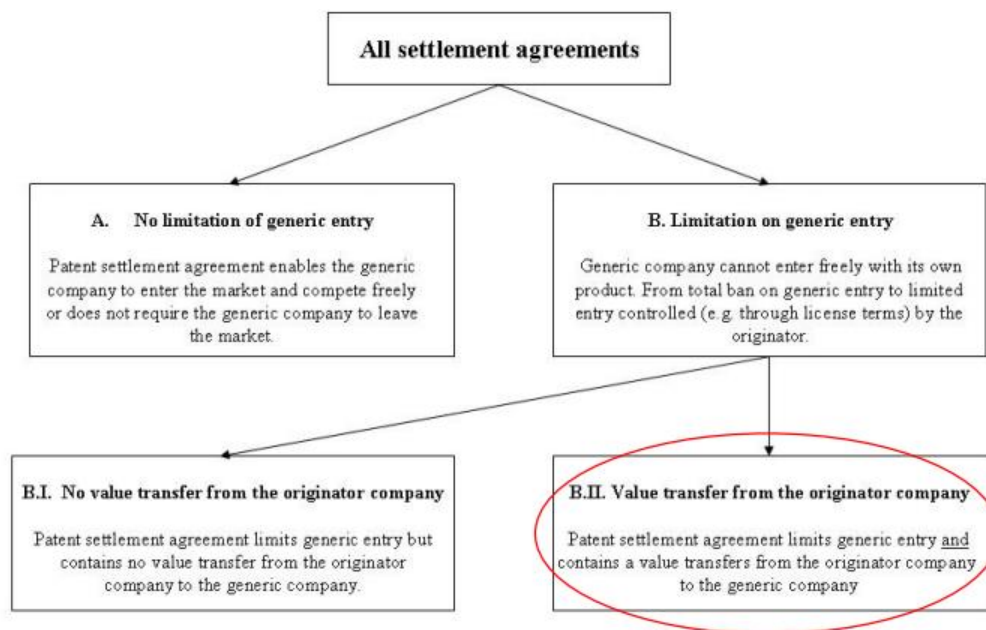 All settlement agreements
A. No limitation of generic entry
Patent settlement agreement enables the generic
company to enter the market and compete freely
or does not require the generic company to leave
the market.
B. Limitation on generic entry
Generic company cannot enter freely with its own
product. From total ban on generic entry to limited
entry controlled (e.g. through license terms) by the
originator.
B.I. No value transfer from the originator company
Patent settlement agreement limits generic entry but
contains no value transfer from the originator
company to the generic company.
B.II. Value transfer from the originator company
Patent settlement agreement limits generic entry and
contains a value transfers from the originator company
to the generic company